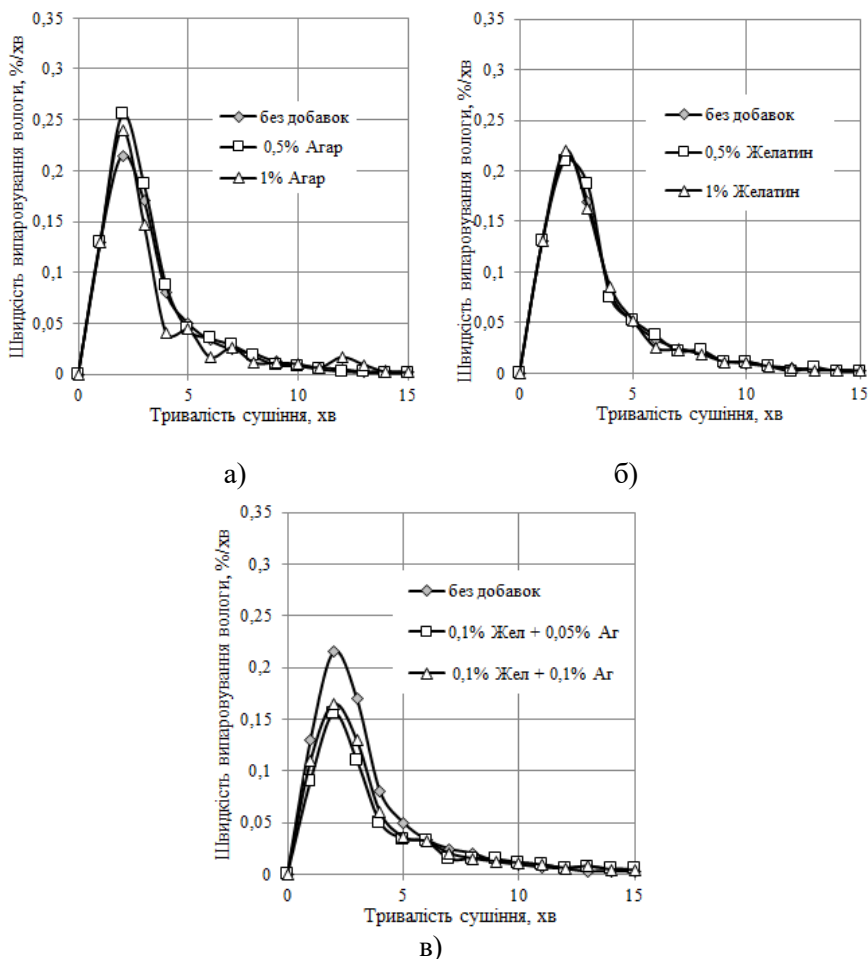 Швидкість випаровування вологи, %/хв
0,35
0,3
0,25
0,2
0,15
0,1
0,05
0
без добавок
0,5% Агар
1% Агар
0 5 10 15
Тривалість сушіння, хв
а)
Швидкість випаровування вологи, %/хв
0,35
0,3
0,25
0,2
0,15
0,1
0,05
0
без добавок
0,5% Желатин
1% Желатин
0 5 10 15
Тривалість сушіння, хв
б)
Швидкість випаровування вологи, %/хв
0,35
0,3
0,25
0,2
0,15
0,1
0,05
0
без добавок
0,1% Жел + 0,05% Аг
0,1% Жел + 0,1% Аг
0 5 10 15
Тривалість сушіння, хв
в)